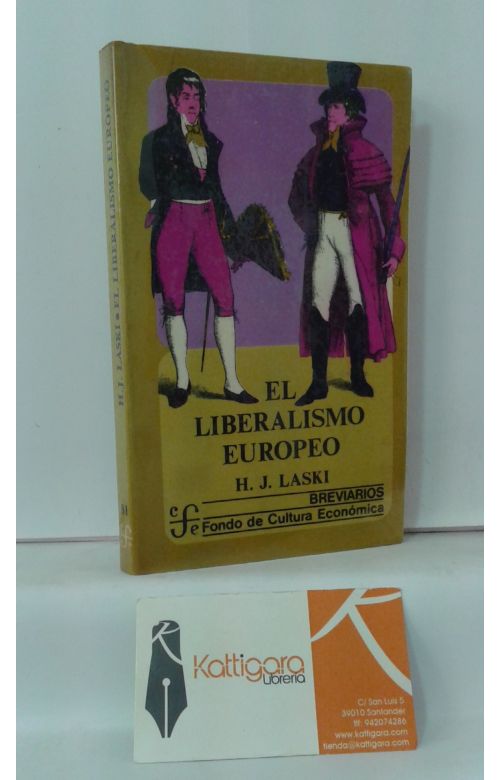 H. J. LASKI EL LIBERALISMO EUROPEO
EL
LIBERALISMO
EUROPEO
H. J. LASKI
BREVIARIOS
cfe Fondo de Cultura Económica
Kattigara
Librería
C/ San Luis 5
39010 Santander
tlf: 942074286
www.kattigara.com
tienda@kattigara.com